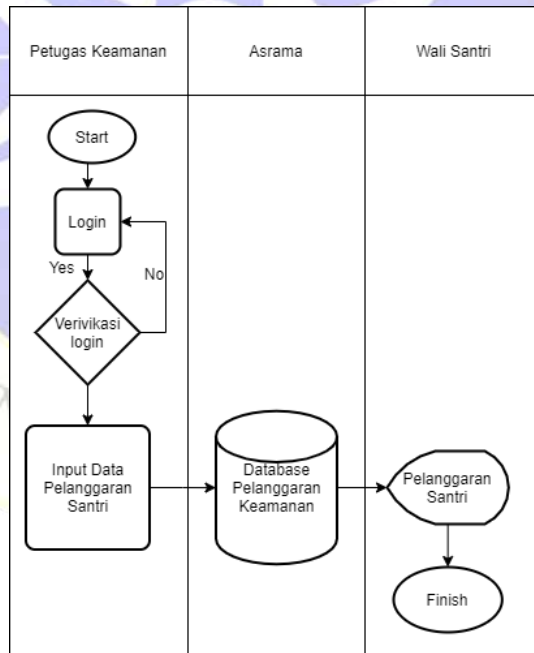 Petugas Keamanan
Asrama
Wali Santri
Start
Login
Yes
No
Verivikasi
login
Input Data
Pelanggaran
Santri
Database
Pelanggaran
Keamanan
Pelanggaran
Santri
Finish